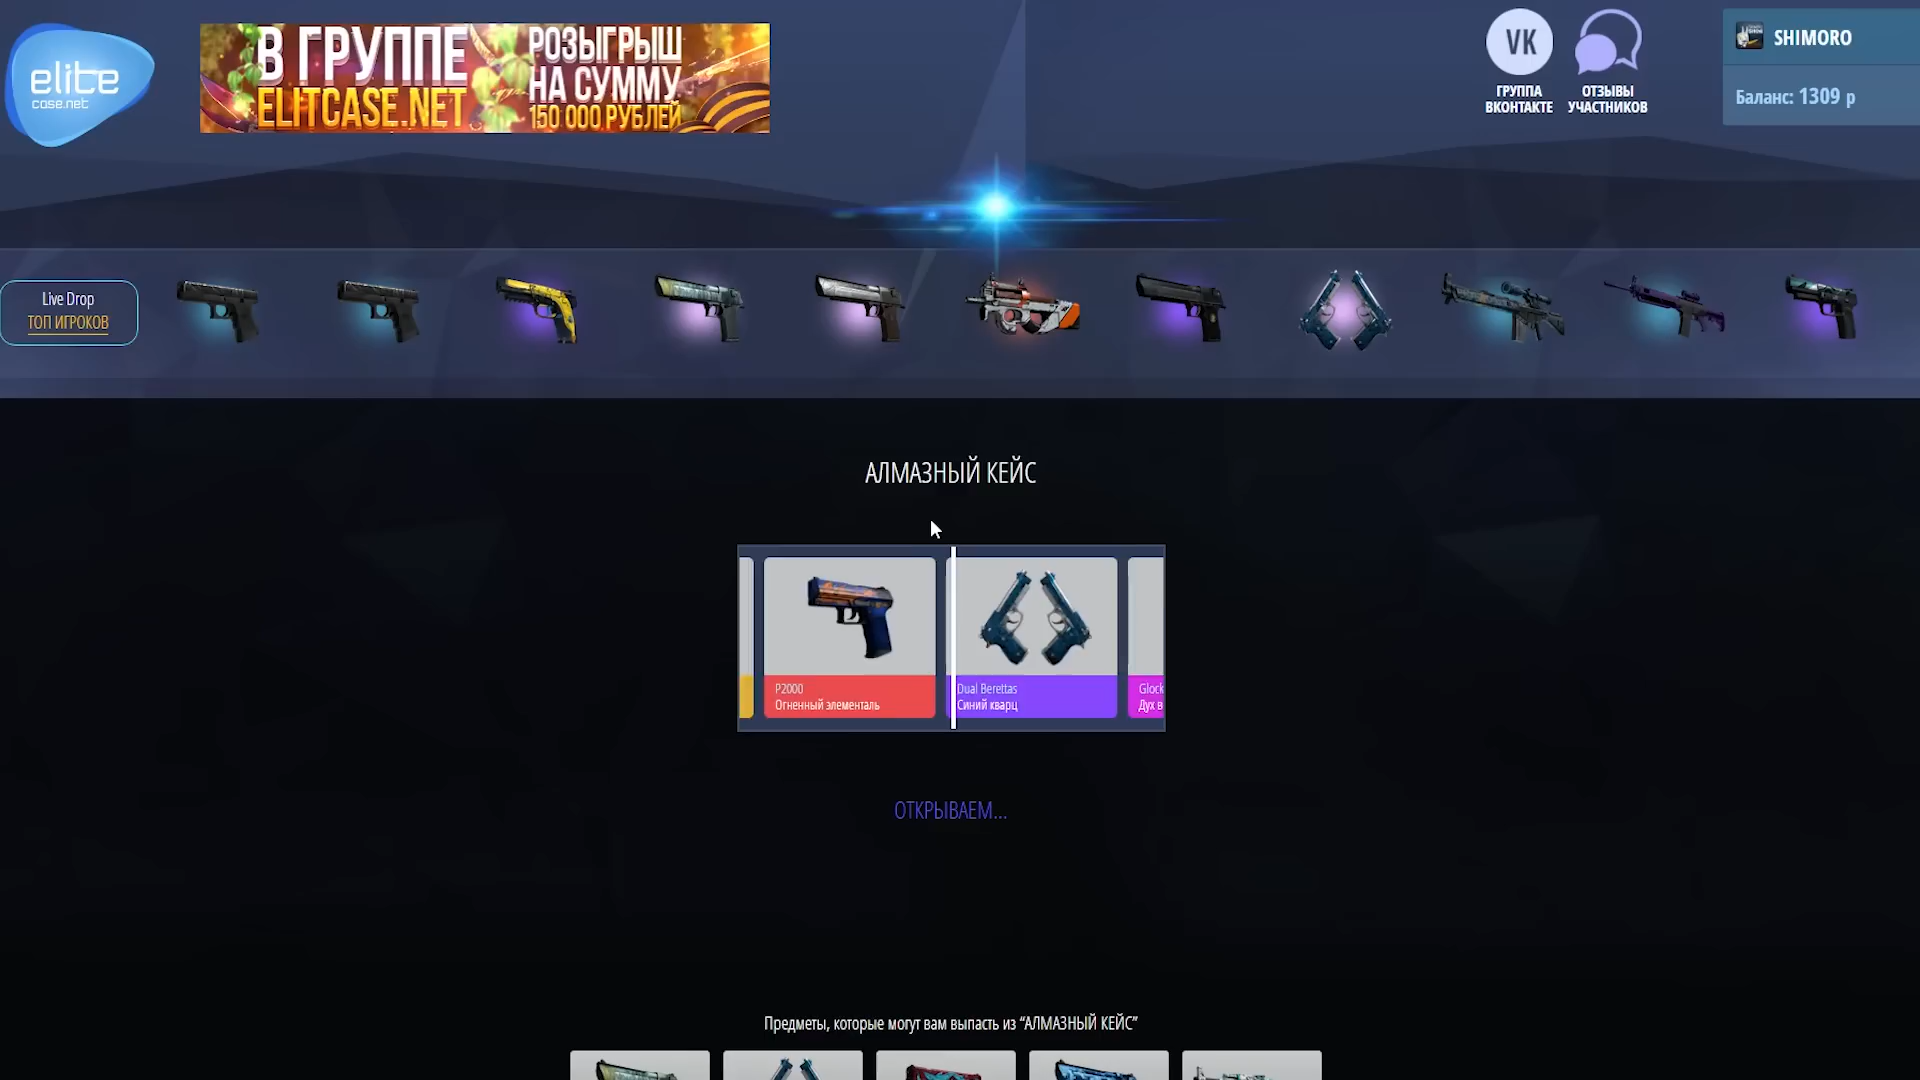 elite
case.net
В ГРУППЕ
ELITCASE.NET
РОЗЫГРЫШ
НА СУММУ
150 000 РУБЛЕЙ
VK
ГРУППА
ВКОНТАКТЕ
ОТЗЫВЫ
УЧАСТНИКОВ
SHIMORO
Баланс: 1309 р
Live Drop
ТОП ИГРОКОВ
АЛМАЗНЫЙ КЕЙС
P2000
Огненный элементаль
Dual Berettas
Синий кварц
Glock
Дух в
ОТКРЫВАЕМ...
Предметы, которые могут вам выпасть из “АЛМАЗНЫЙ КЕЙС”